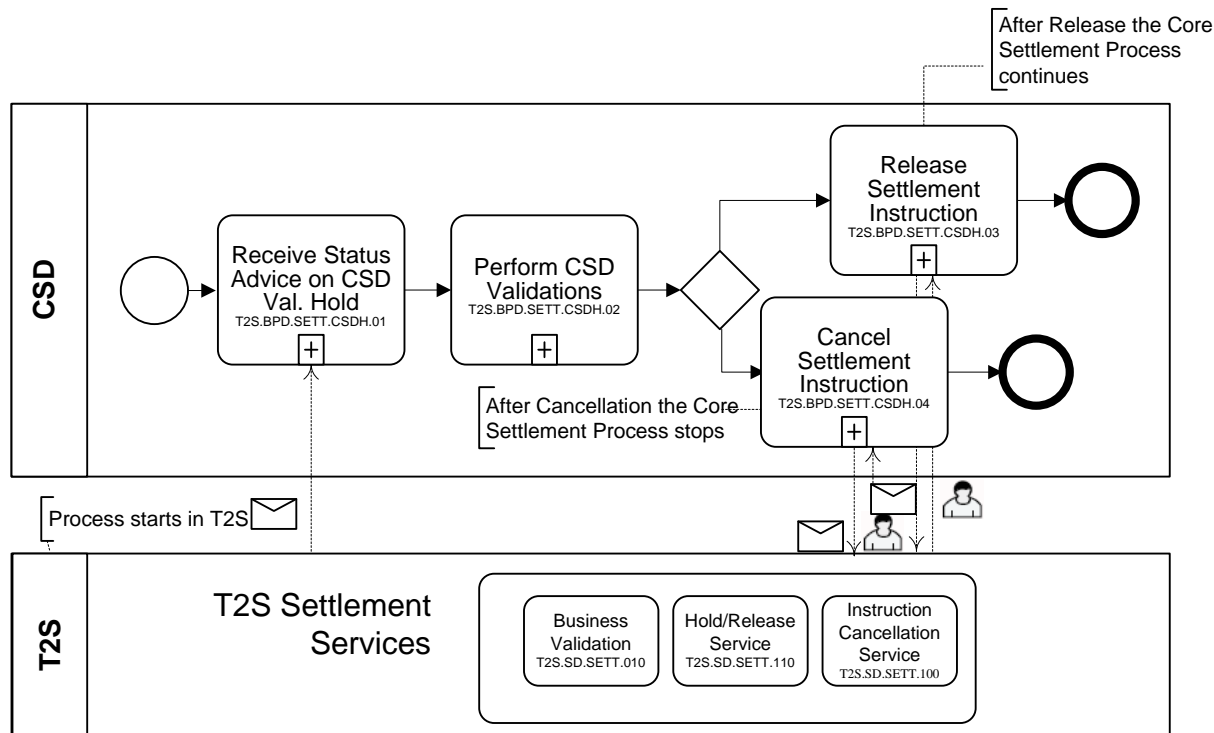 After Release the Core
Settlement Process
continues
CSD
Release
Settlement
Instruction
T2S.BPD.SETT.CSDH.03
Receive Status
Advice on CSD
Val. Hold
T2S.BPD.SETT.CSDH.01
Perform CSD
Validations
T2S.BPD.SETT.CSDH.02
Cancel
Settlement
Instruction
T2S.BPD.SETT.CSDH.04
After Cancellation the Core
Settlement Process stops
Process starts in T2S
T2S
T2S Settlement
Services
Business
Validation
T2S.SD.SETT.010
Hold/Release
Service
T2S.SD.SETT.110
Instruction
Cancellation
Service
T2S.SD.SETT.100